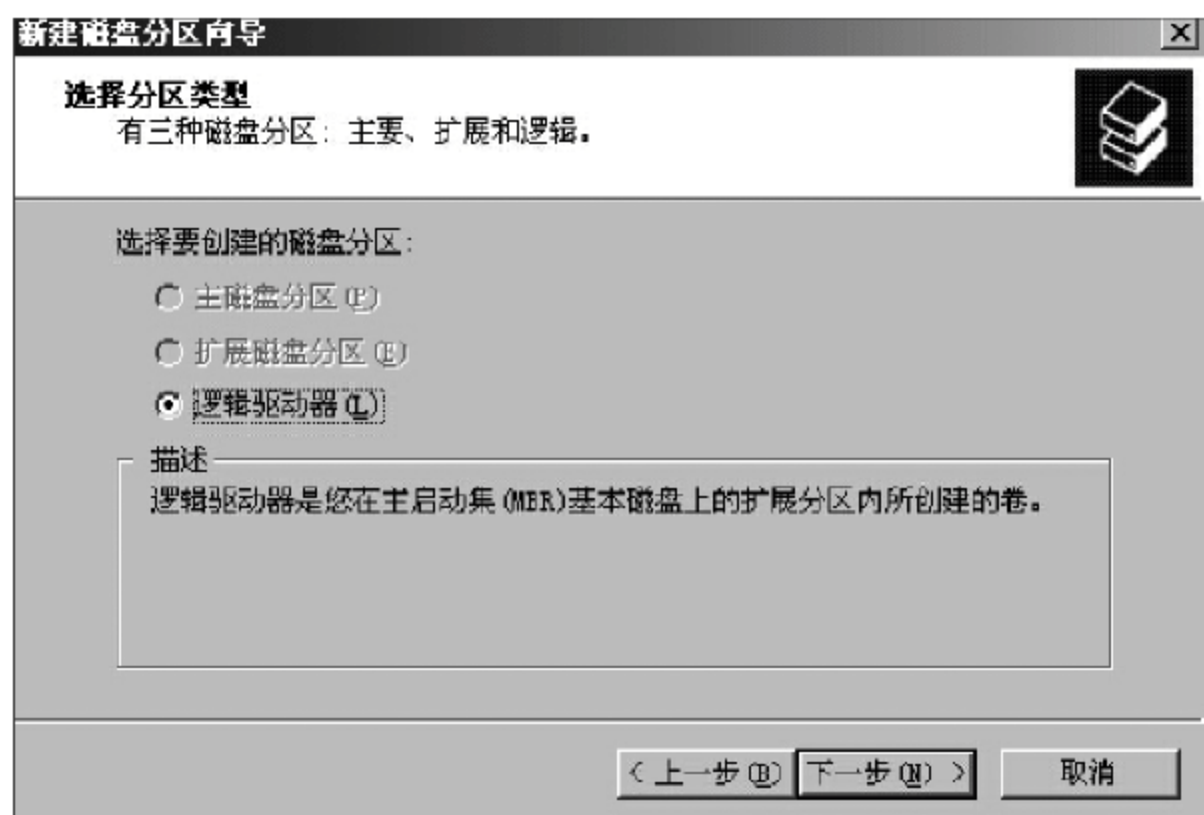 新建磁盘分区向导
选择分区类型
有三种磁盘分区: 主要、扩展和逻辑。
选择要创建的磁盘分区:
主磁盘分区(P)
扩展磁盘分区(E)
逻辑驱动器(L)
描述
逻辑驱动器是您在主启动集(MBR)基本磁盘上的扩展分区内所创建的卷。
< 上一步(B) 下一步(N) > 取消